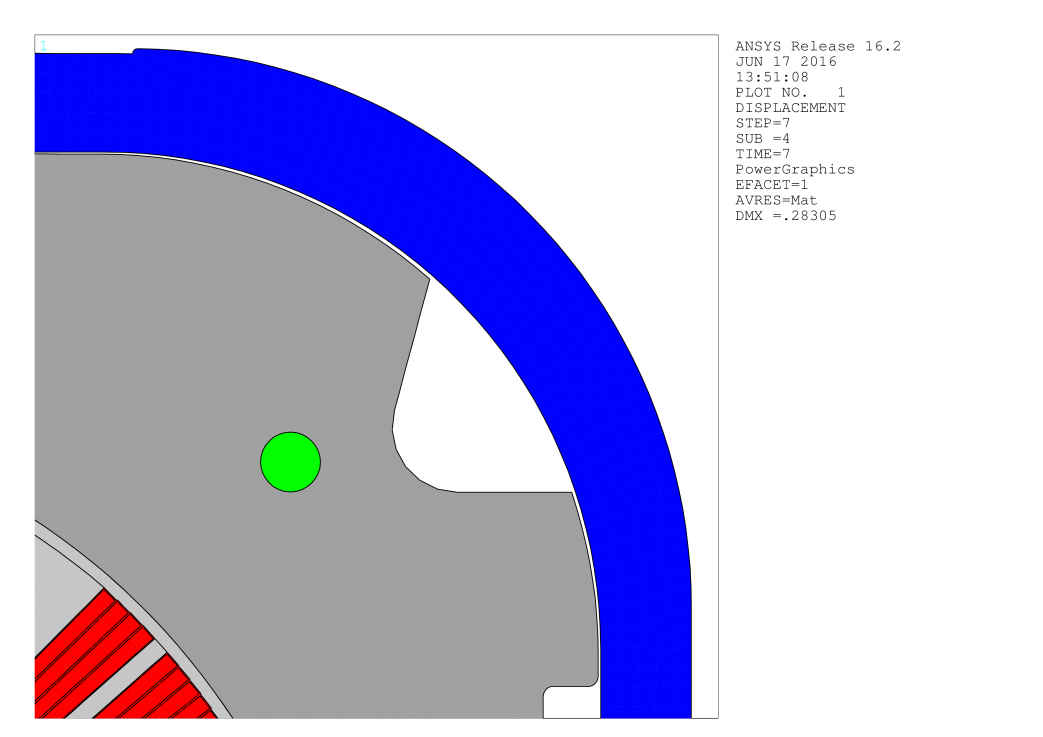 1
ANSYS Release 16.2
JUN 17 2016
13:51:08
PLOT NO.   1
DISPLACEMENT
STEP=7
SUB =4
TIME=7
PowerGraphics
EFACET=1
AVRES=Mat
DMX =.28305